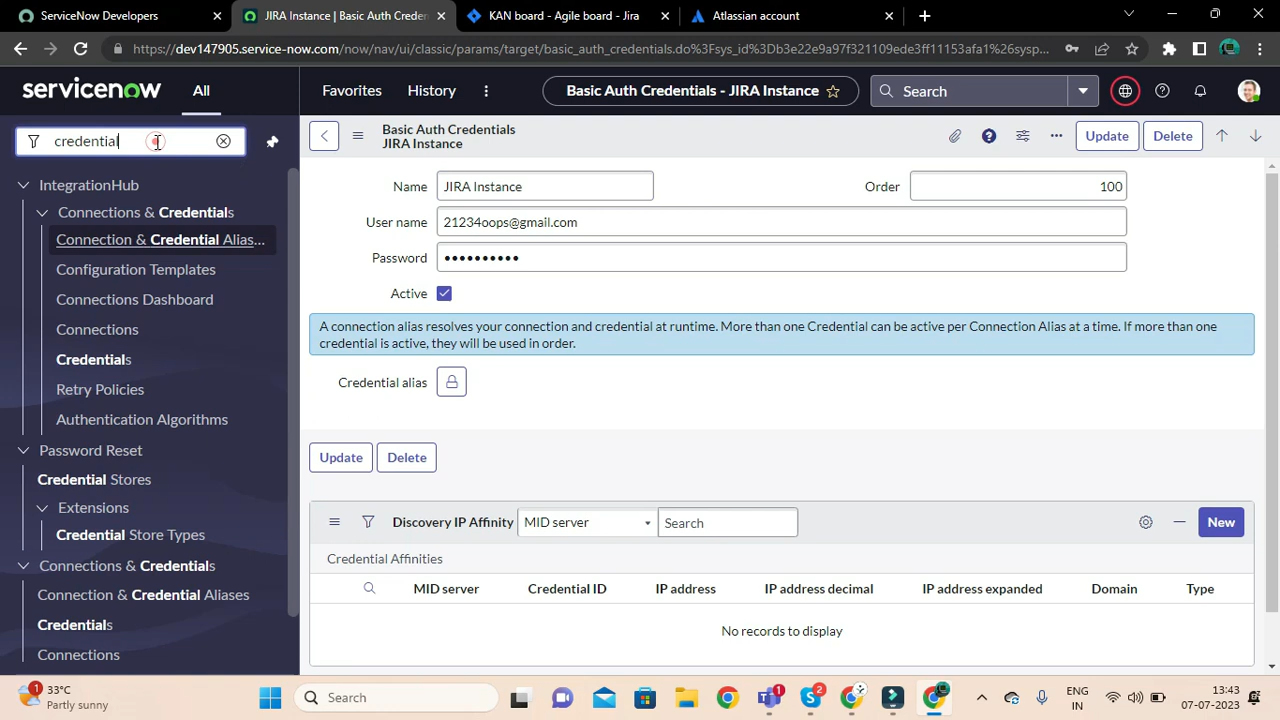 ServiceNow Developers
JIRA Instance | Basic Auth Creden
KAN board - Agile board - Jira
Atlassian account
https://dev147905.service-now.com/now/nav/ui/classic/params/target/basic_auth_credentials.do%3Fsys_id%3Db3e22e9a97f321109ede3ff11153a1a1%26sysp...
servicenow
All
Favorites
History
Basic Auth Credentials - JIRA Instance
Search
credential
IntegrationHub
Connections & Credentials
Connection & Credential Alias...
Configuration Templates
Connections Dashboard
Connections
Credentials
Retry Policies
Authentication Algorithms
Password Reset
Credential Stores
Extensions
Credential Store Types
Connections & Credentials
Connection & Credential Aliases
Credentials
Connections
Basic Auth Credentials
JIRA Instance
Update
Delete
Name
JIRA Instance
Order
100
User name
21234oops@gmail.com
Password
••••••••••
Active
A connection alias resolves your connection and credential at runtime. More than one Credential can be active per Connection Alias at a time. If more than one
credential is active, they will be used in order.
Credential alias
Update
Delete
Discovery IP Affinity
MID server
Search
New
Credential Affinities
MID server
Credential ID
IP address
IP address decimal
IP address expanded
Domain
Type
No records to display
1
33°C
Partly sunny
Search
1
2
ENG
IN
13:43
07-07-2023